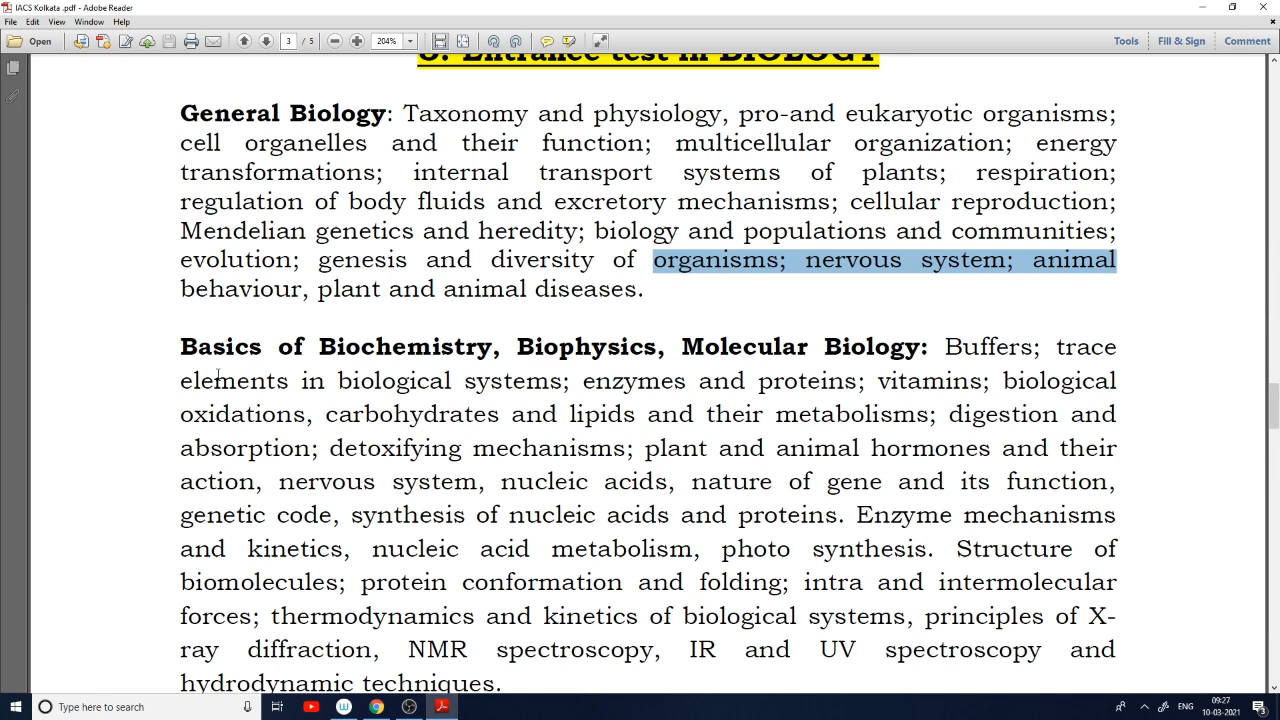 IACS Kolkata .pdf - Adobe Reader
File Edit View Window Help
Open 3 / 5 204% Tools Fill & Sign Comment
C. Entrance test in BIOLOGY
General Biology: Taxonomy and physiology, pro-and eukaryotic organisms;
cell organelles and their function; multicellular organization; energy
transformations; internal transport systems of plants; respiration;
regulation of body fluids and excretory mechanisms; cellular reproduction;
Mendelian genetics and heredity; biology and populations and communities;
evolution; genesis and diversity of organisms; nervous system; animal
behaviour, plant and animal diseases.
Basics of Biochemistry, Biophysics, Molecular Biology: Buffers; trace
elements in biological systems; enzymes and proteins; vitamins; biological
oxidations, carbohydrates and lipids and their metabolisms; digestion and
absorption; detoxifying mechanisms; plant and animal hormones and their
action, nervous system, nucleic acids, nature of gene and its function,
genetic code, synthesis of nucleic acids and proteins. Enzyme mechanisms
and kinetics, nucleic acid metabolism, photo synthesis. Structure of
biomolecules; protein conformation and folding; intra and intermolecular
forces; thermodynamics and kinetics of biological systems, principles of X-
ray diffraction, NMR spectroscopy, IR and UV spectroscopy and
hydrodynamic techniques.
Type here to search
ENG
09:27
10-03-2021
3